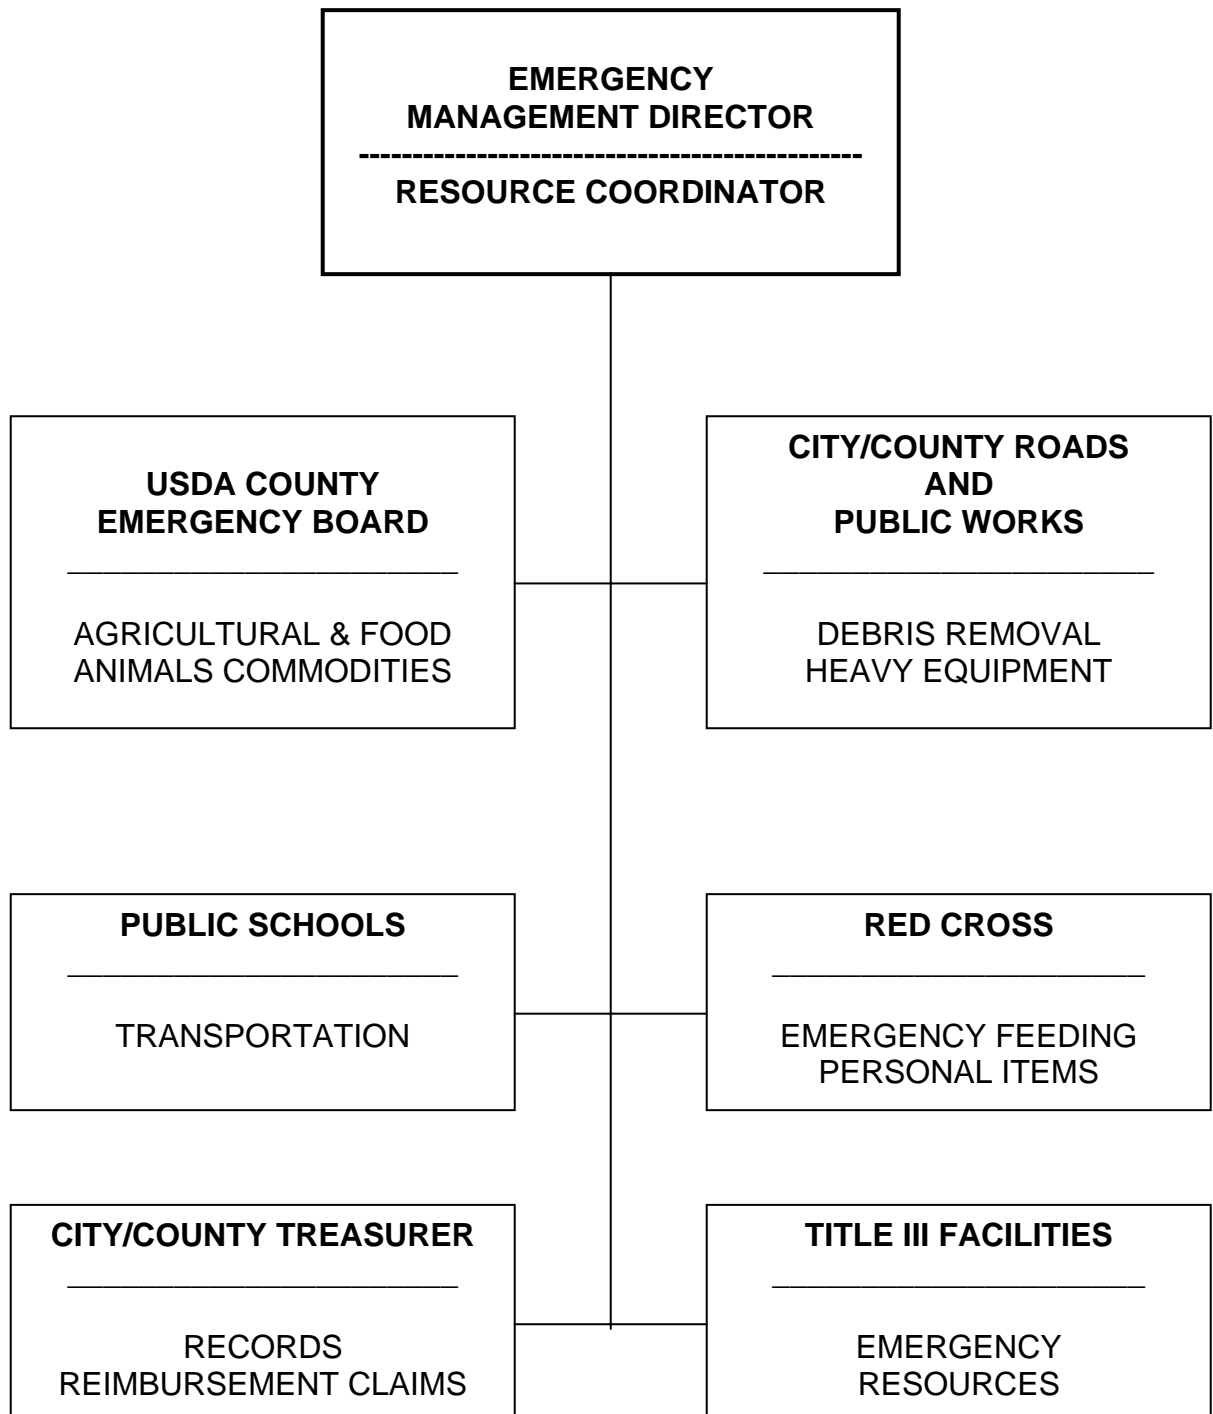 EMERGENCY
MANAGEMENT DIRECTOR
-----------------------------------------------
RESOURCE COORDINATOR
USDA COUNTY
EMERGENCY BOARD
AGRICULTURAL & FOOD
ANIMALS COMMODITIES
CITY/COUNTY ROADS
AND
PUBLIC WORKS
DEBRIS REMOVAL
HEAVY EQUIPMENT
PUBLIC SCHOOLS
TRANSPORTATION
RED CROSS
EMERGENCY FEEDING
PERSONAL ITEMS
CITY/COUNTY TREASURER
RECORDS
REIMBURSEMENT CLAIMS
TITLE III FACILITIES
EMERGENCY
RESOURCES